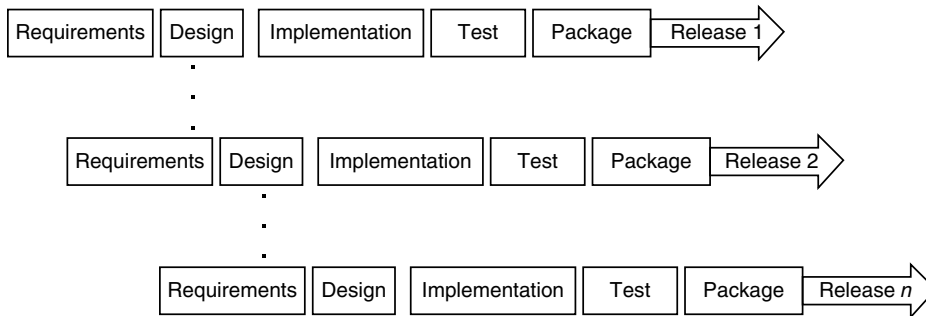 Requirements Design Implementation Test Package Release 1
Requirements Design Implementation Test Package Release 2
Requirements Design Implementation Test Package Release n